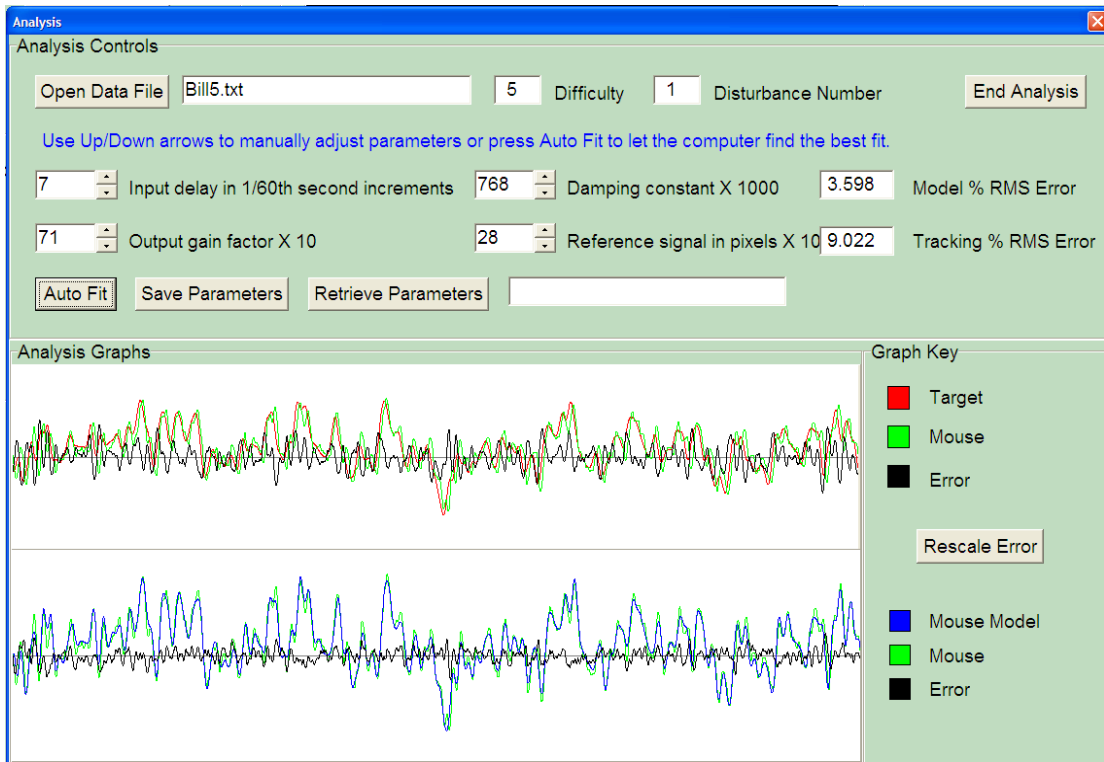 Analysis
Analysis Controls
Open Data File Bill5.txt 5 Difficulty 1 Disturbance Number End Analysis
Use Up/Down arrows to manually adjust parameters or press Auto Fit to let the computer find the best fit.
7 Input delay in 1/60th second increments 768 Damping constant X 1000 3.598 Model % RMS Error
71 Output gain factor X 10 28 Reference signal in pixels X 10 9.022 Tracking % RMS Error
Auto Fit Save Parameters Retrieve Parameters
Analysis Graphs
Graph Key
Target
Mouse
Error
Rescale Error
Mouse Model
Mouse
Error